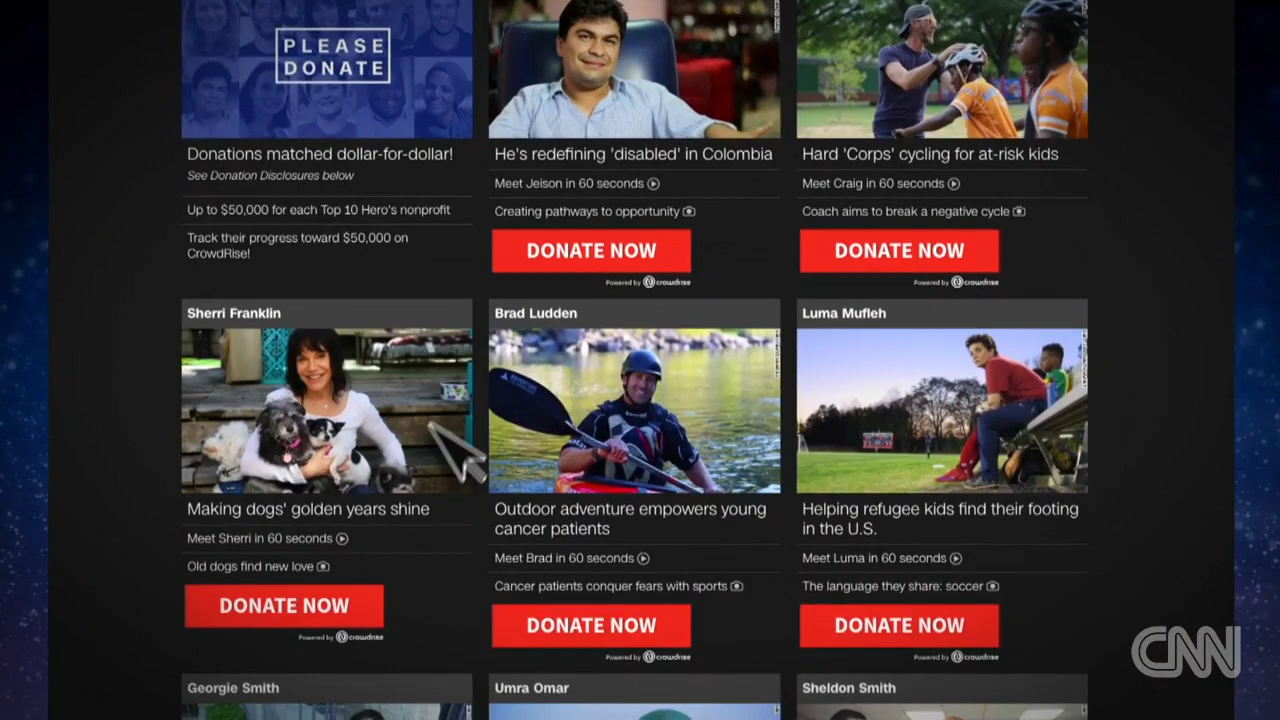 PLEASE
DONATE
Donations matched dollar-for-dollar!
See Donation Disclosures below
Up to $50,000 for each Top 10 Hero's nonprofit
Track their progress toward $50,000 on
CrowdRise!
He's redefining 'disabled' in Colombia
Meet Jeison in 60 seconds
Creating pathways to opportunity
DONATE NOW
Powered by crowdrise
Hard 'Corps' cycling for at-risk kids
Meet Craig in 60 seconds
Coach aims to break a negative cycle
DONATE NOW
Powered by crowdrise
Sherri Franklin
Making dogs' golden years shine
Meet Sherri in 60 seconds
Old dogs find new love
DONATE NOW
Powered by crowdrise
Brad Ludden
Outdoor adventure empowers young
cancer patients
Meet Brad in 60 seconds
Cancer patients conquer fears with sports
DONATE NOW
Powered by crowdrise
Luma Mufleh
Helping refugee kids find their footing
in the U.S.
Meet Luma in 60 seconds
The language they share: soccer
DONATE NOW
Powered by crowdrise
Georgie Smith
Umra Omar
Sheldon Smith
CNN